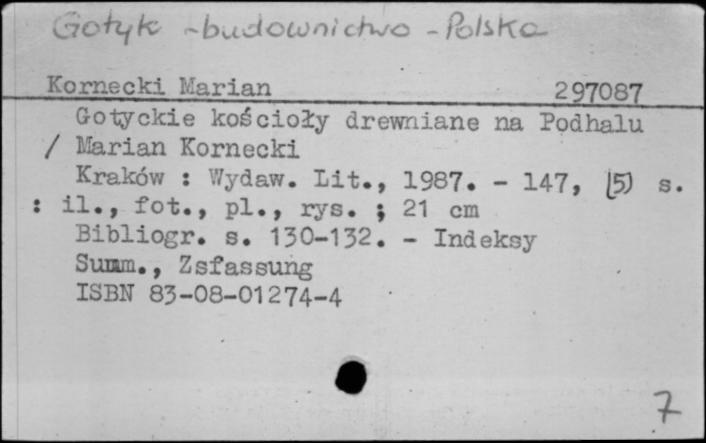 Gotyk - budownictwo - Polska
Kornecki Marian 297087
Gotyckie kościoły drewniane na Podhalu
/ Marian Kornecki
Kraków : Wydaw. Lit., 1987. - 147, [5] s.
: il., fot., pl., rys. ; 21 cm
Bibliogr. s. 130-132. - Indeksy
Summ., Zsfassung
ISBN 83-08-01274-4
7